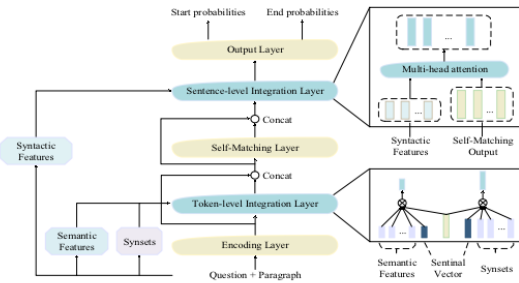 Start probabilities End probabilities
Output Layer
Multi-head attention
Sentence-level Integration Layer
...
Concat
Syntactic Features
Self-Matching Output
Syntactic Features
Self-Matching Layer
Concat
Token-level Integration Layer
Semantic Features
Synsets
Encoding Layer
...
...
Semantic Features
Sentinal Vector
Synsets
Question + Paragraph